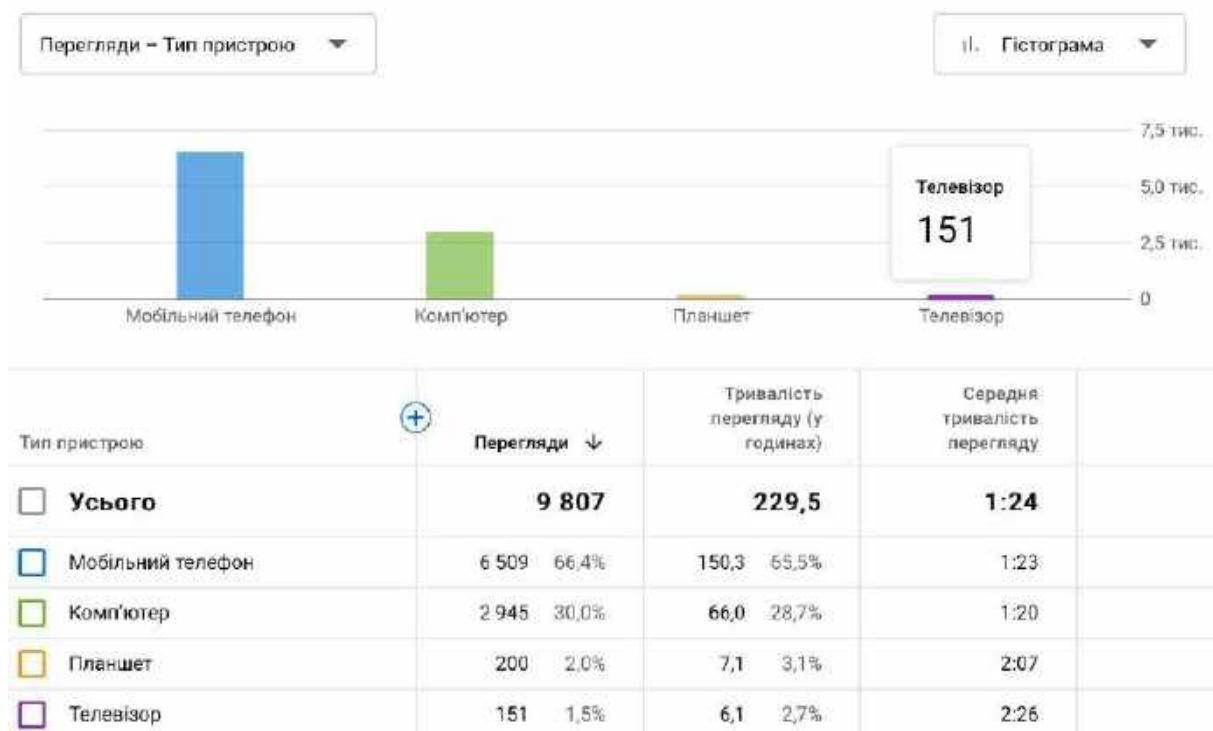 Перегляди – Тип пристрою
Гістограма
7,5 тис.
5,0 тис.
2,5 тис.
0
Телевізор
151
Мобільний телефон
Комп'ютер
Планшет
Телевізор
Тип пристрою
Перегляди
Тривалість
перегляду (у
годинах)
Середня
тривалість
перегляду
Усього 9 807 229,5 1:24
Мобільний телефон 6 509 66,4% 150,3 65,5% 1:23
Комп'ютер 2 945 30,0% 66,0 28,7% 1:20
Планшет 200 2,0% 7,1 3,1% 2:07
Телевізор 151 1,5% 6,1 2,7% 2:26